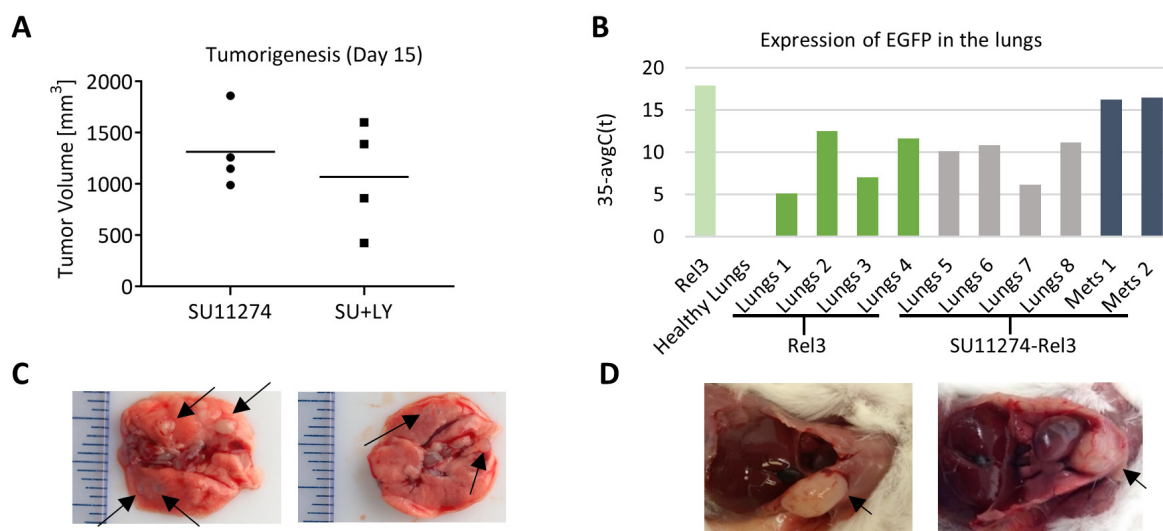 A
Tumorigenesis (Day 15)
Tumor Volume [mm³]
2000
1500
1000
500
0
SU11274
SU+LY
B
Expression of EGFP in the lungs
35-avgC(t)
20
15
10
5
0
Rel3
Healthy Lungs
Lungs 1
Lungs 2
Lungs 3
Lungs 4
Lungs 5
Lungs 6
Lungs 7
Lungs 8
Mets 1
Mets 2
Rel3
SU11274-Rel3
C
D